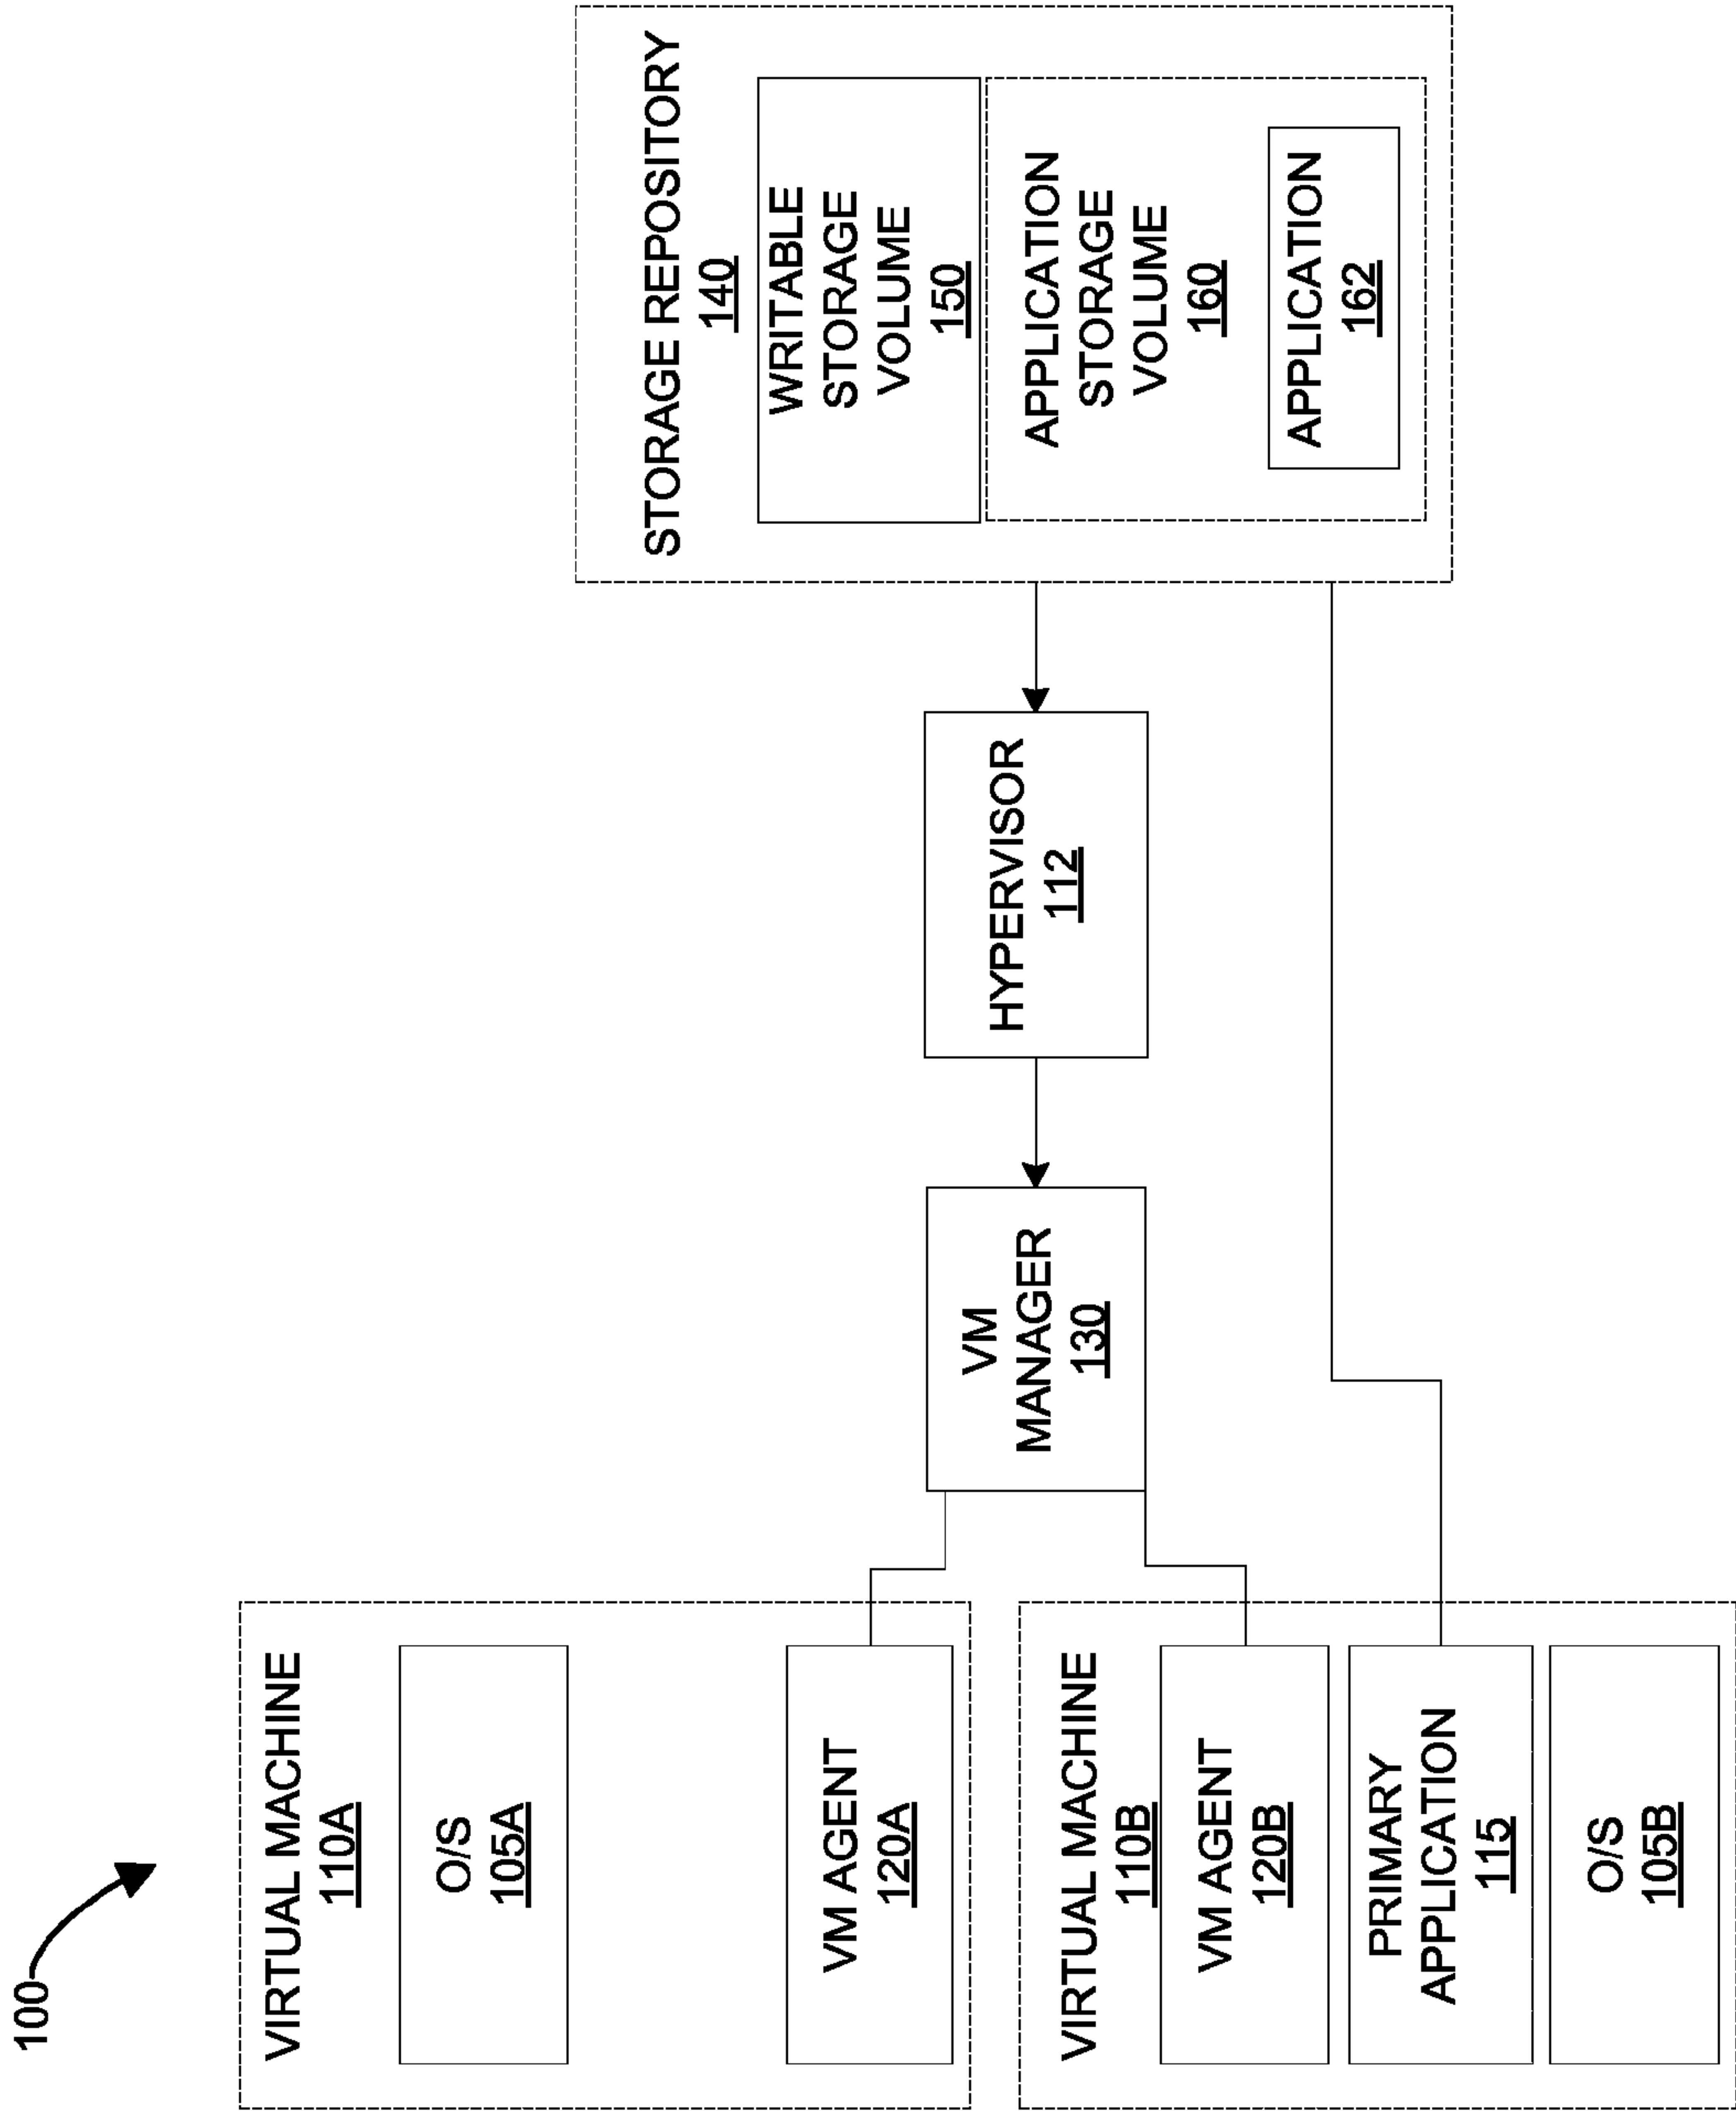 100
VIRTUAL MACHINE
110A
O/S
105A
VM AGENT
120A
VIRTUAL MACHINE
110B
VM AGENT
120B
PRIMARY
APPLICATION
115
O/S
105B
VM
MANAGER
130
HYPERVISOR
112
STORAGE REPOSITORY
140
WRITABLE
STORAGE
VOLUME
150
APPLICATION
STORAGE
VOLUME
160
APPLICATION
162